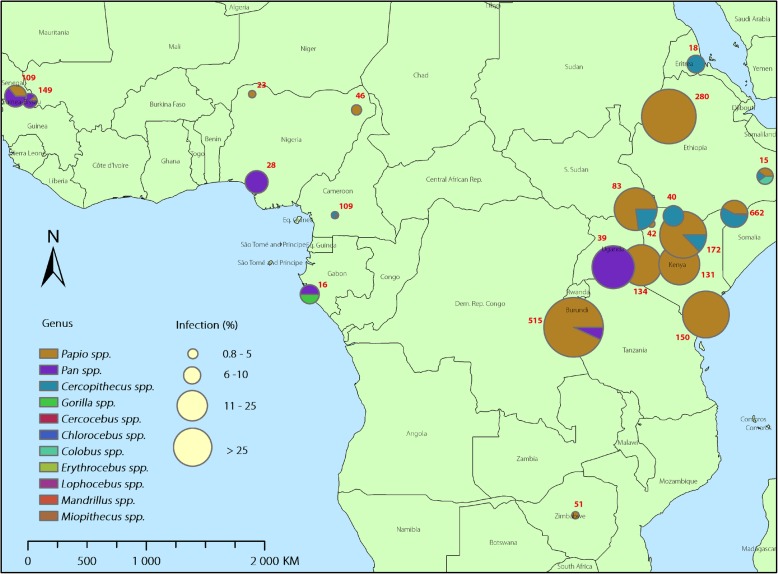 Algeria
Libya
Saudi Arabia
Mauritania
Mali
Niger
Chad
Sudan
18
Eritrea
Yemen
Senegal
109
149
23
46
280
Djibouti
Burkina Faso
Guinea
Benin
Nigeria
Somaliland
Ethiopia
Sierra Leone
Côte d'Ivoire
Ghana
Togo
Liberia
28
Cameroon
109
Central African Rep.
S. Sudan
15
83
40
42
662
172
Somalia
Eq. Guinea
N
São Tomé and Principe
Eq. Guinea
São Tomé and Principe
39
Uganda
Kenya
131
134
Gabon
Congo
16
Dem. Rep. Congo
Rwanda
Burundi
515
150
Tanzania
Genus
Infection (%)
Papio spp.
Pan spp.
Cercopithecus spp.
Gorilla spp.
Cercocebus spp.
Chlorocebus spp.
Colobus spp.
Erythrocebus spp.
Lophocebus spp.
Mandrillus spp.
Miopithecus spp.
0.8 - 5
6 -10
11 - 25
> 25
Angola
Zambia
Malawi
Comoros
Comoros
Mozambique
51
Zimbabwe
Namibia
Botswana
Madagascar
South Africa
0 500 1 000 2 000 KM